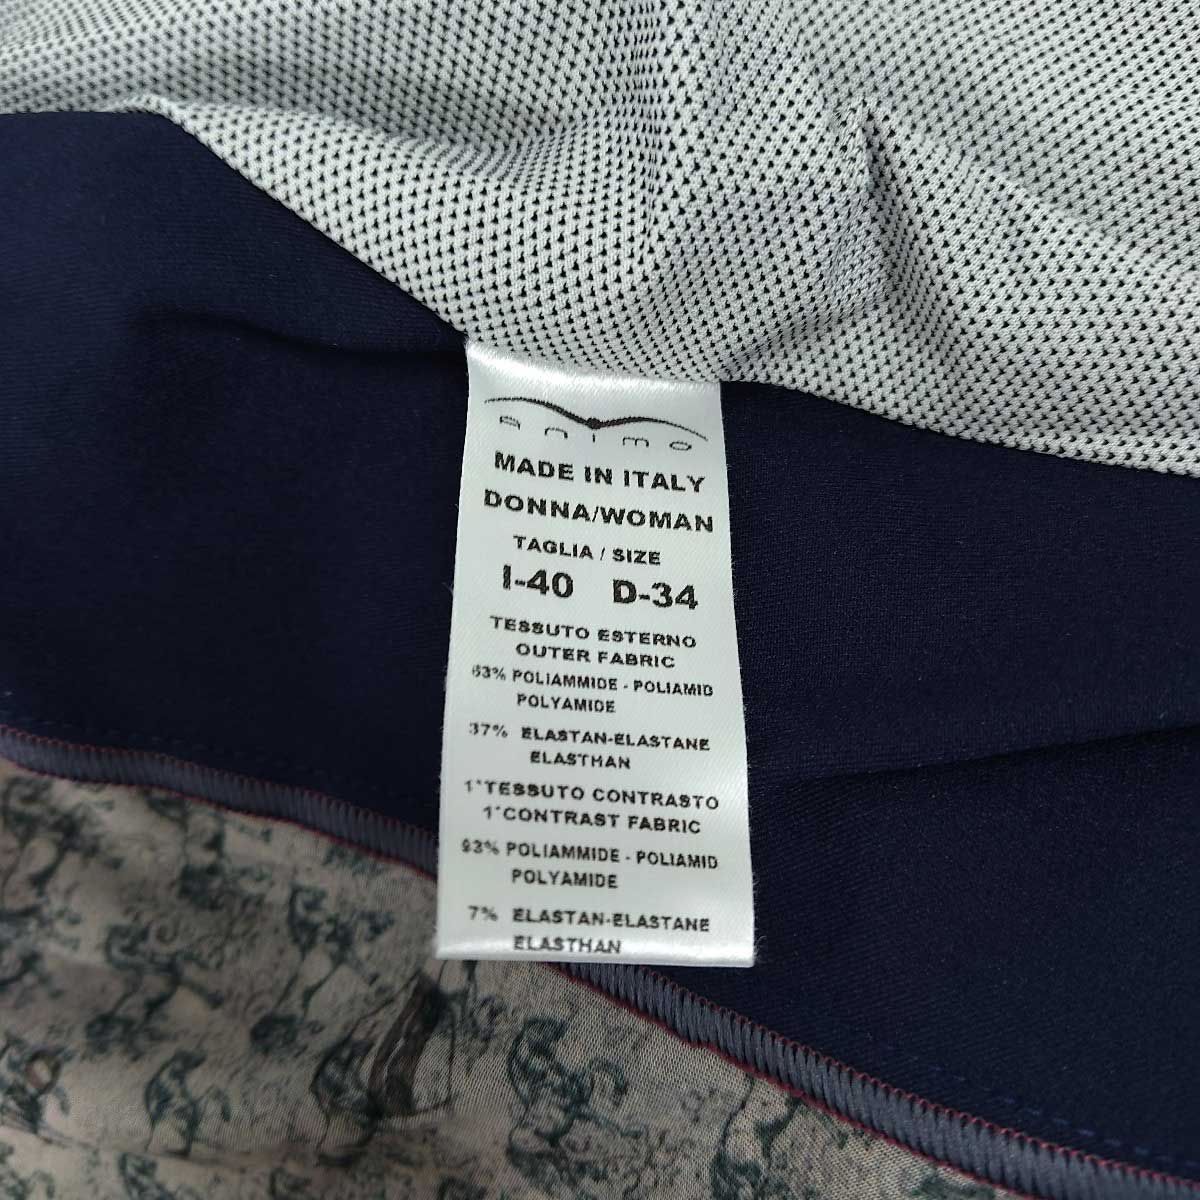 animo
MADE IN ITALY
DONNA/WOMAN
TAGLIA / SIZE
I-40 D-34
TESSUTO ESTERNO
OUTER FABRIC
63% POLIAMMIDE - POLIAMID
POLYAMIDE
37% ELASTAN-ELASTANE
ELASTHAN
1°TESSUTO CONTRASTO
1°CONTRAST FABRIC
93% POLIAMMIDE - POLIAMID
POLYAMIDE
7% ELASTAN-ELASTANE
ELASTHAN